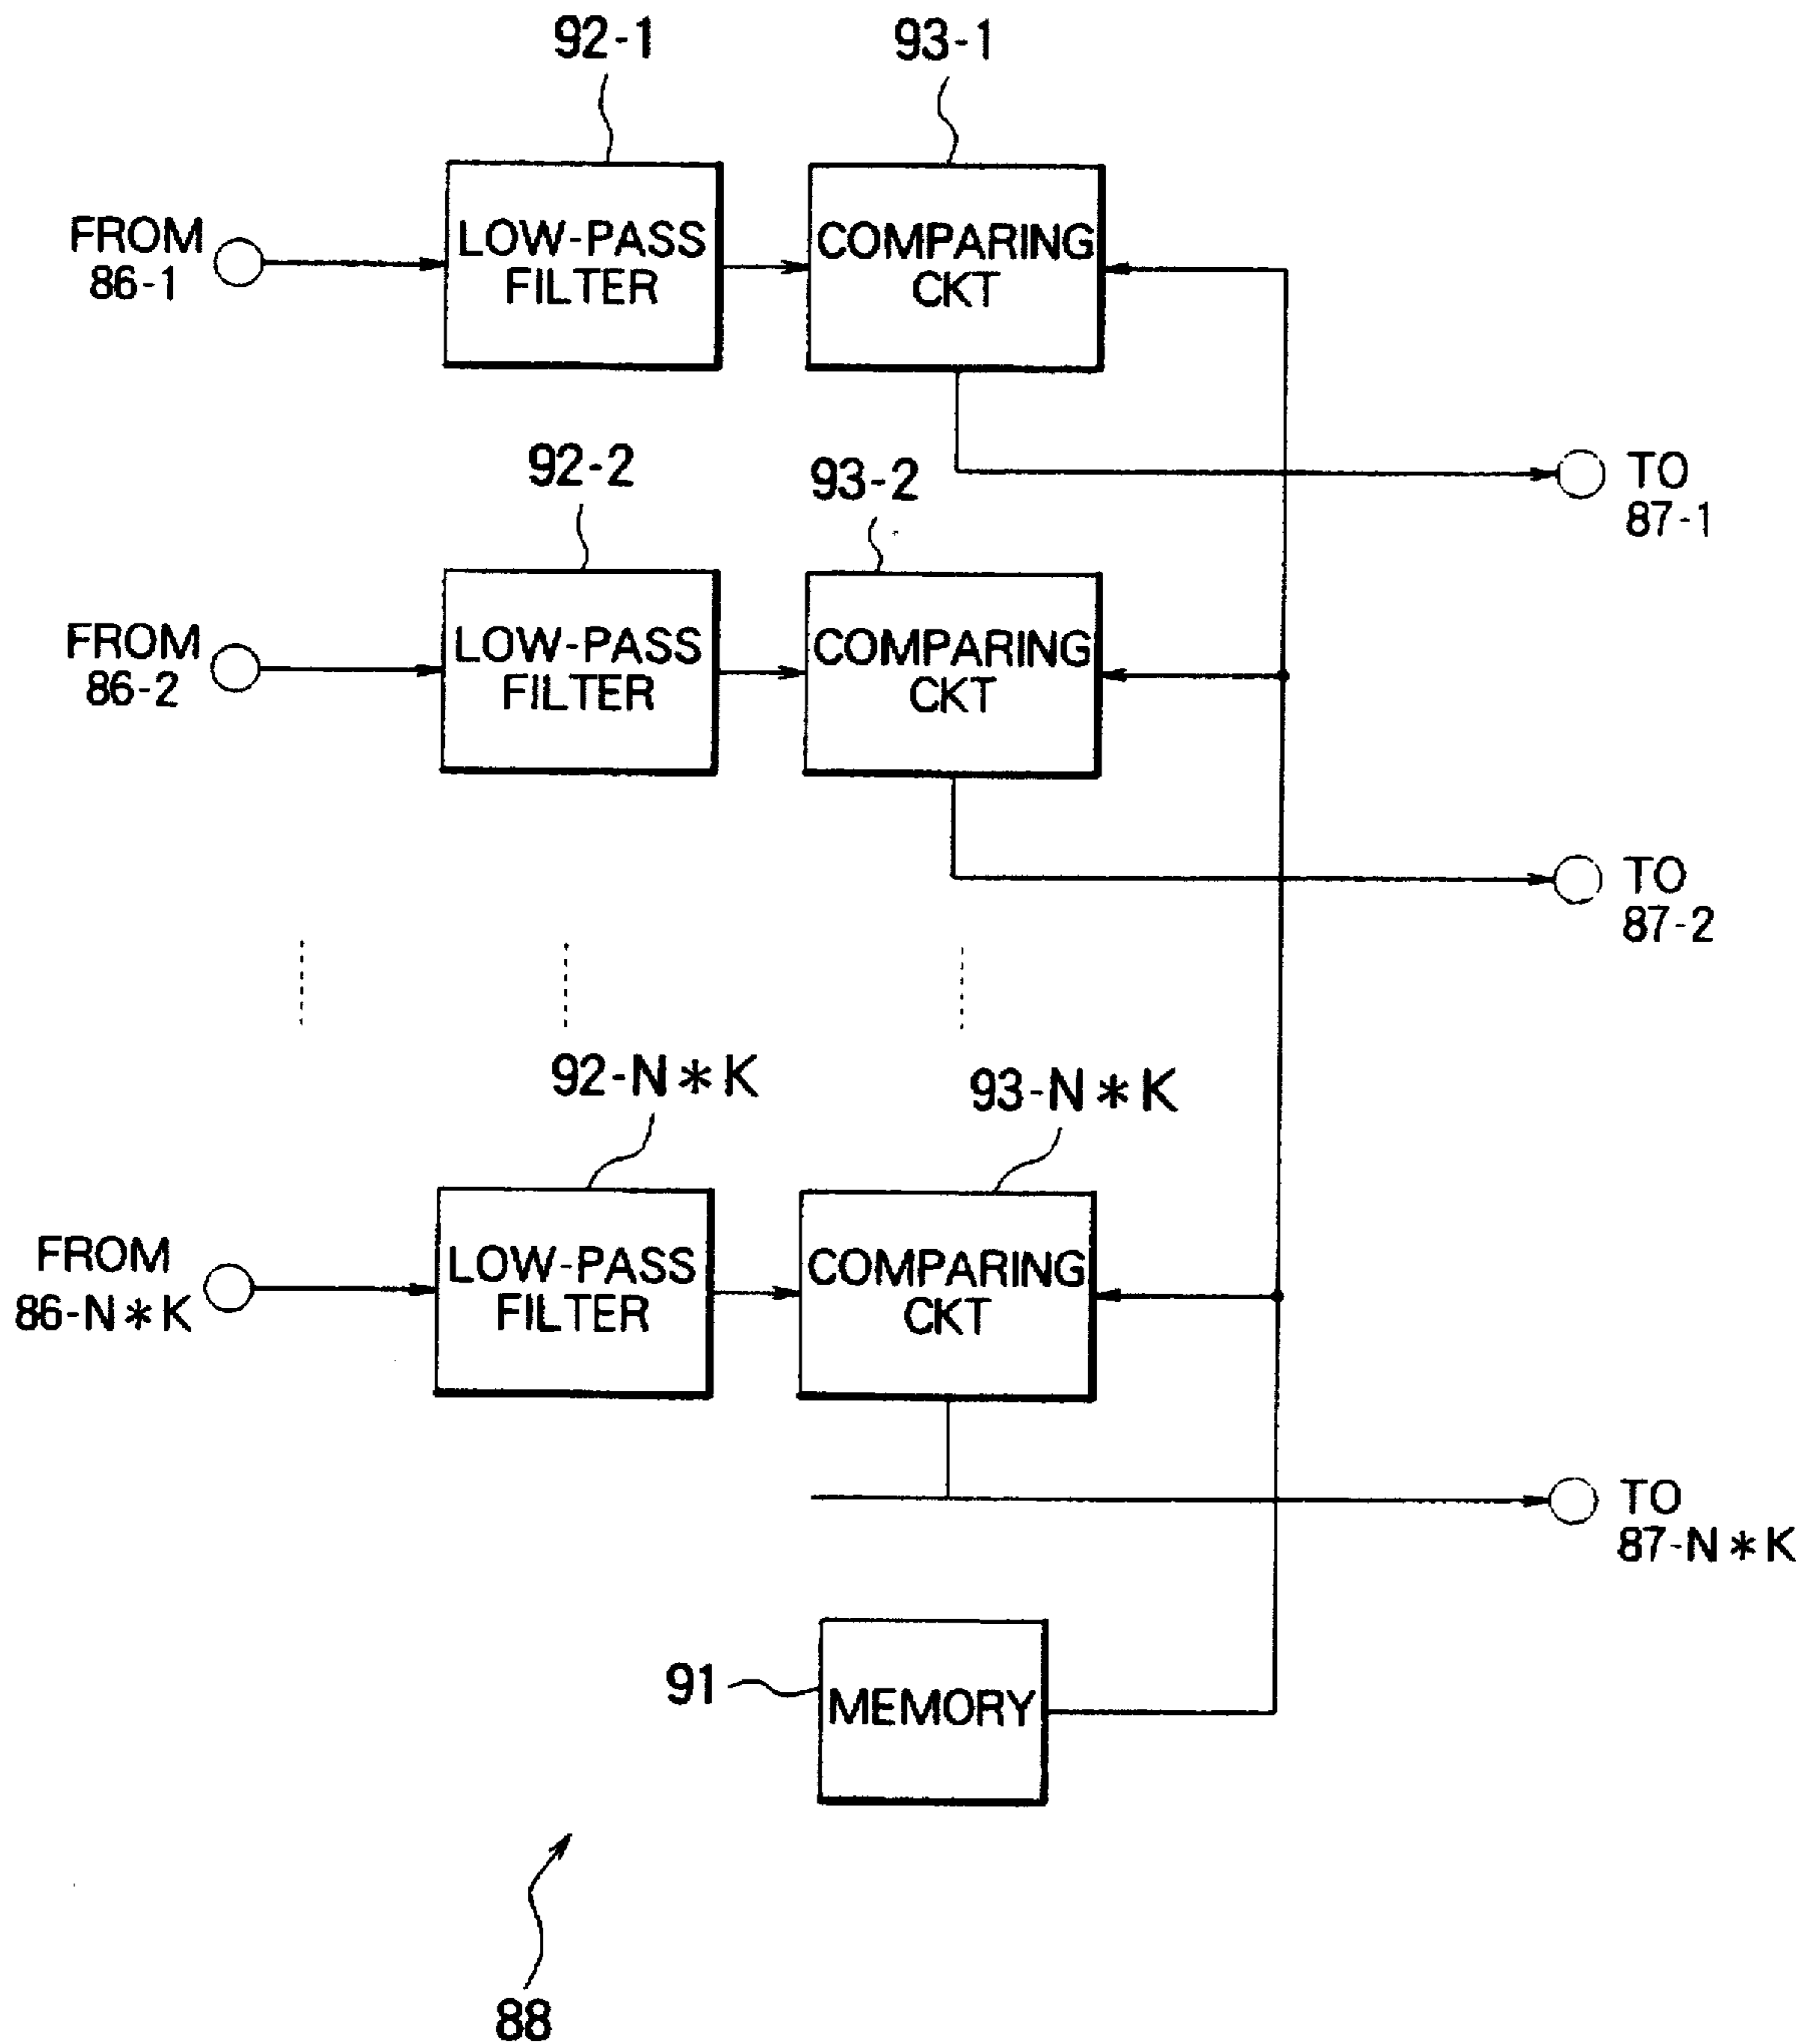 92-1
93-1
FROM
86-1
LOW-PASS
FILTER
COMPARING
CKT
TO
87-1
92-2
93-2
FROM
86-2
LOW-PASS
FILTER
COMPARING
CKT
TO
87-2
92-N*K
93-N*K
FROM
86-N*K
LOW-PASS
FILTER
COMPARING
CKT
TO
87-N*K
91
MEMORY
88